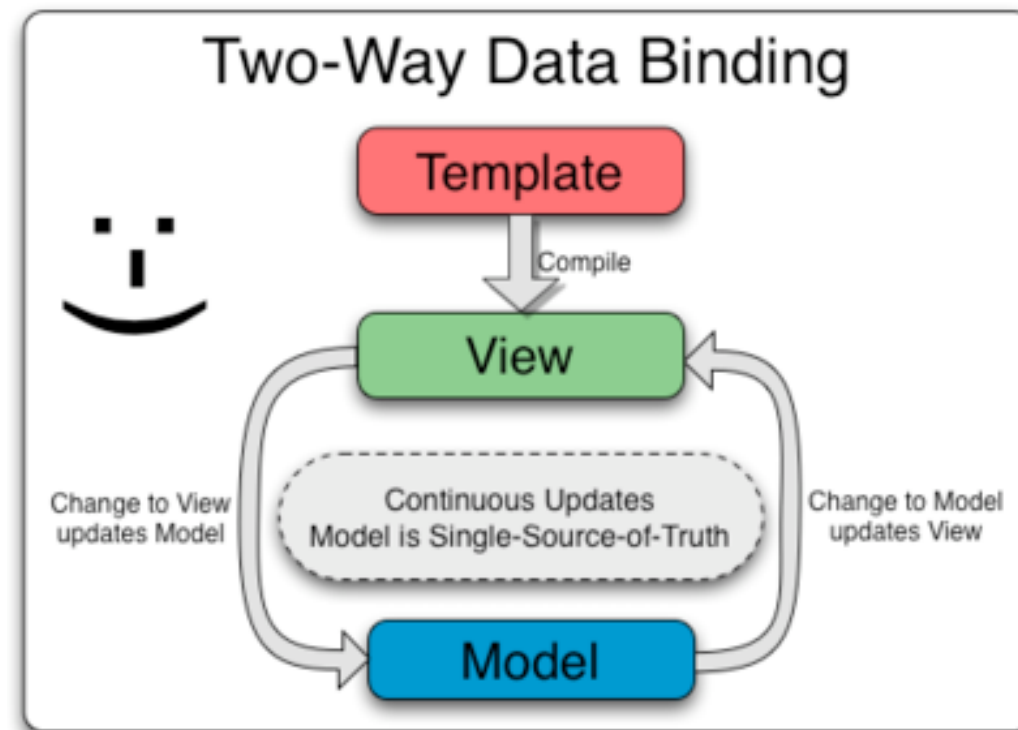 Two-Way Data Binding
Template
Compile
View
Change to View
updates Model
Continuous Updates
Model is Single-Source-of-Truth
Change to Model
updates View
Model